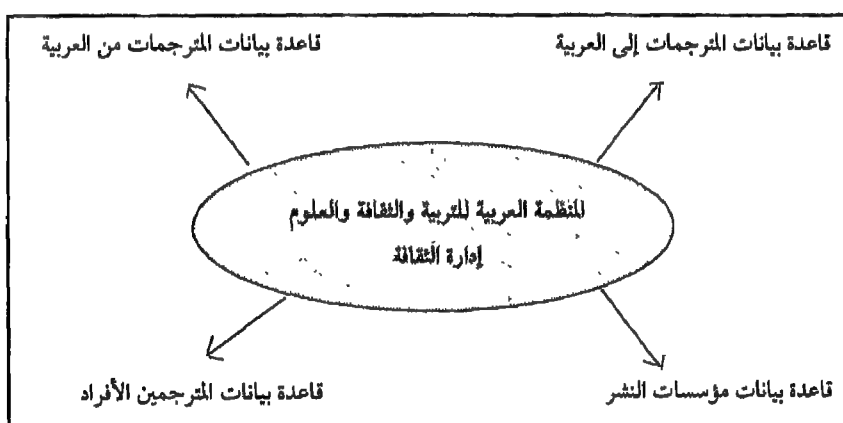 قاعدة بيانات المترجمات إلى العربية
قاعدة بيانات المترجمات من العربية
المنظمة العربية للتربية والثقافة والعلوم
إدارة الثقافة
قاعدة بيانات مؤسسات النشر
قاعدة بيانات المترجمين الأفراد